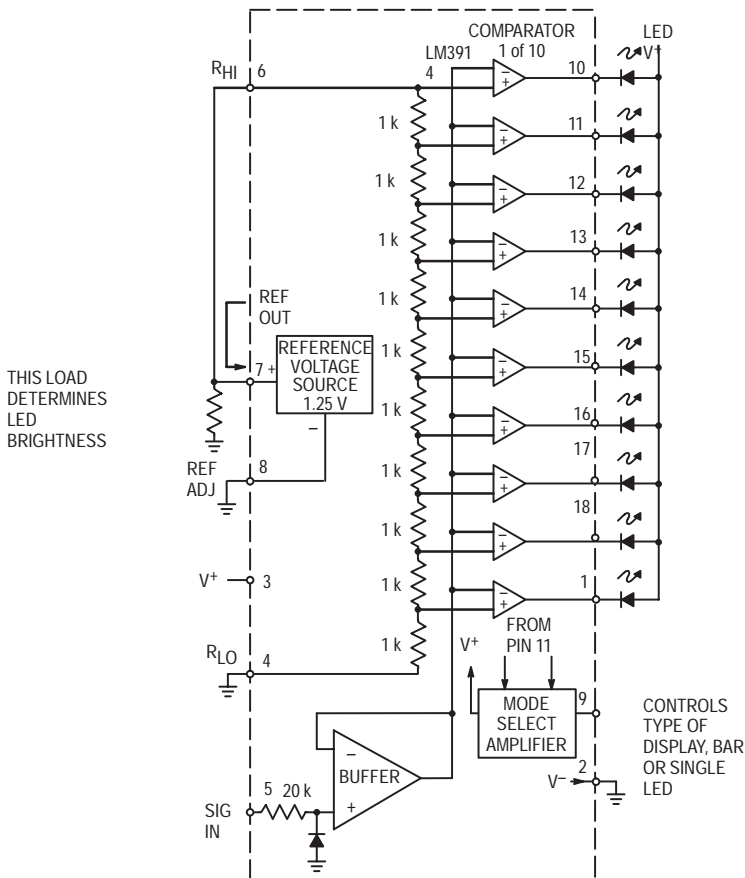 COMPARATOR
1 of 10
LM391
4
LED
V+
RHI
6
10
1 k
11
1 k
12
1 k
13
1 k
14
REF
OUT
1 k
15
7 +
REFERENCE
VOLTAGE
SOURCE
1.25 V
–
THIS LOAD
DETERMINES
LED
BRIGHTNESS
1 k
16
REF
ADJ
8
1 k
17
1 k
18
V+
3
1 k
1
RLO
4
1 k
V+
FROM
PIN 11
MODE
SELECT
AMPLIFIER
9
CONTROLS
TYPE OF
DISPLAY, BAR
OR SINGLE
LED
V–
2
–
BUFFER
+
SIG
IN
5 20 k
–
+
–
+
–
+
–
+
–
+
–
+
–
+
–
+
–
+
–
+